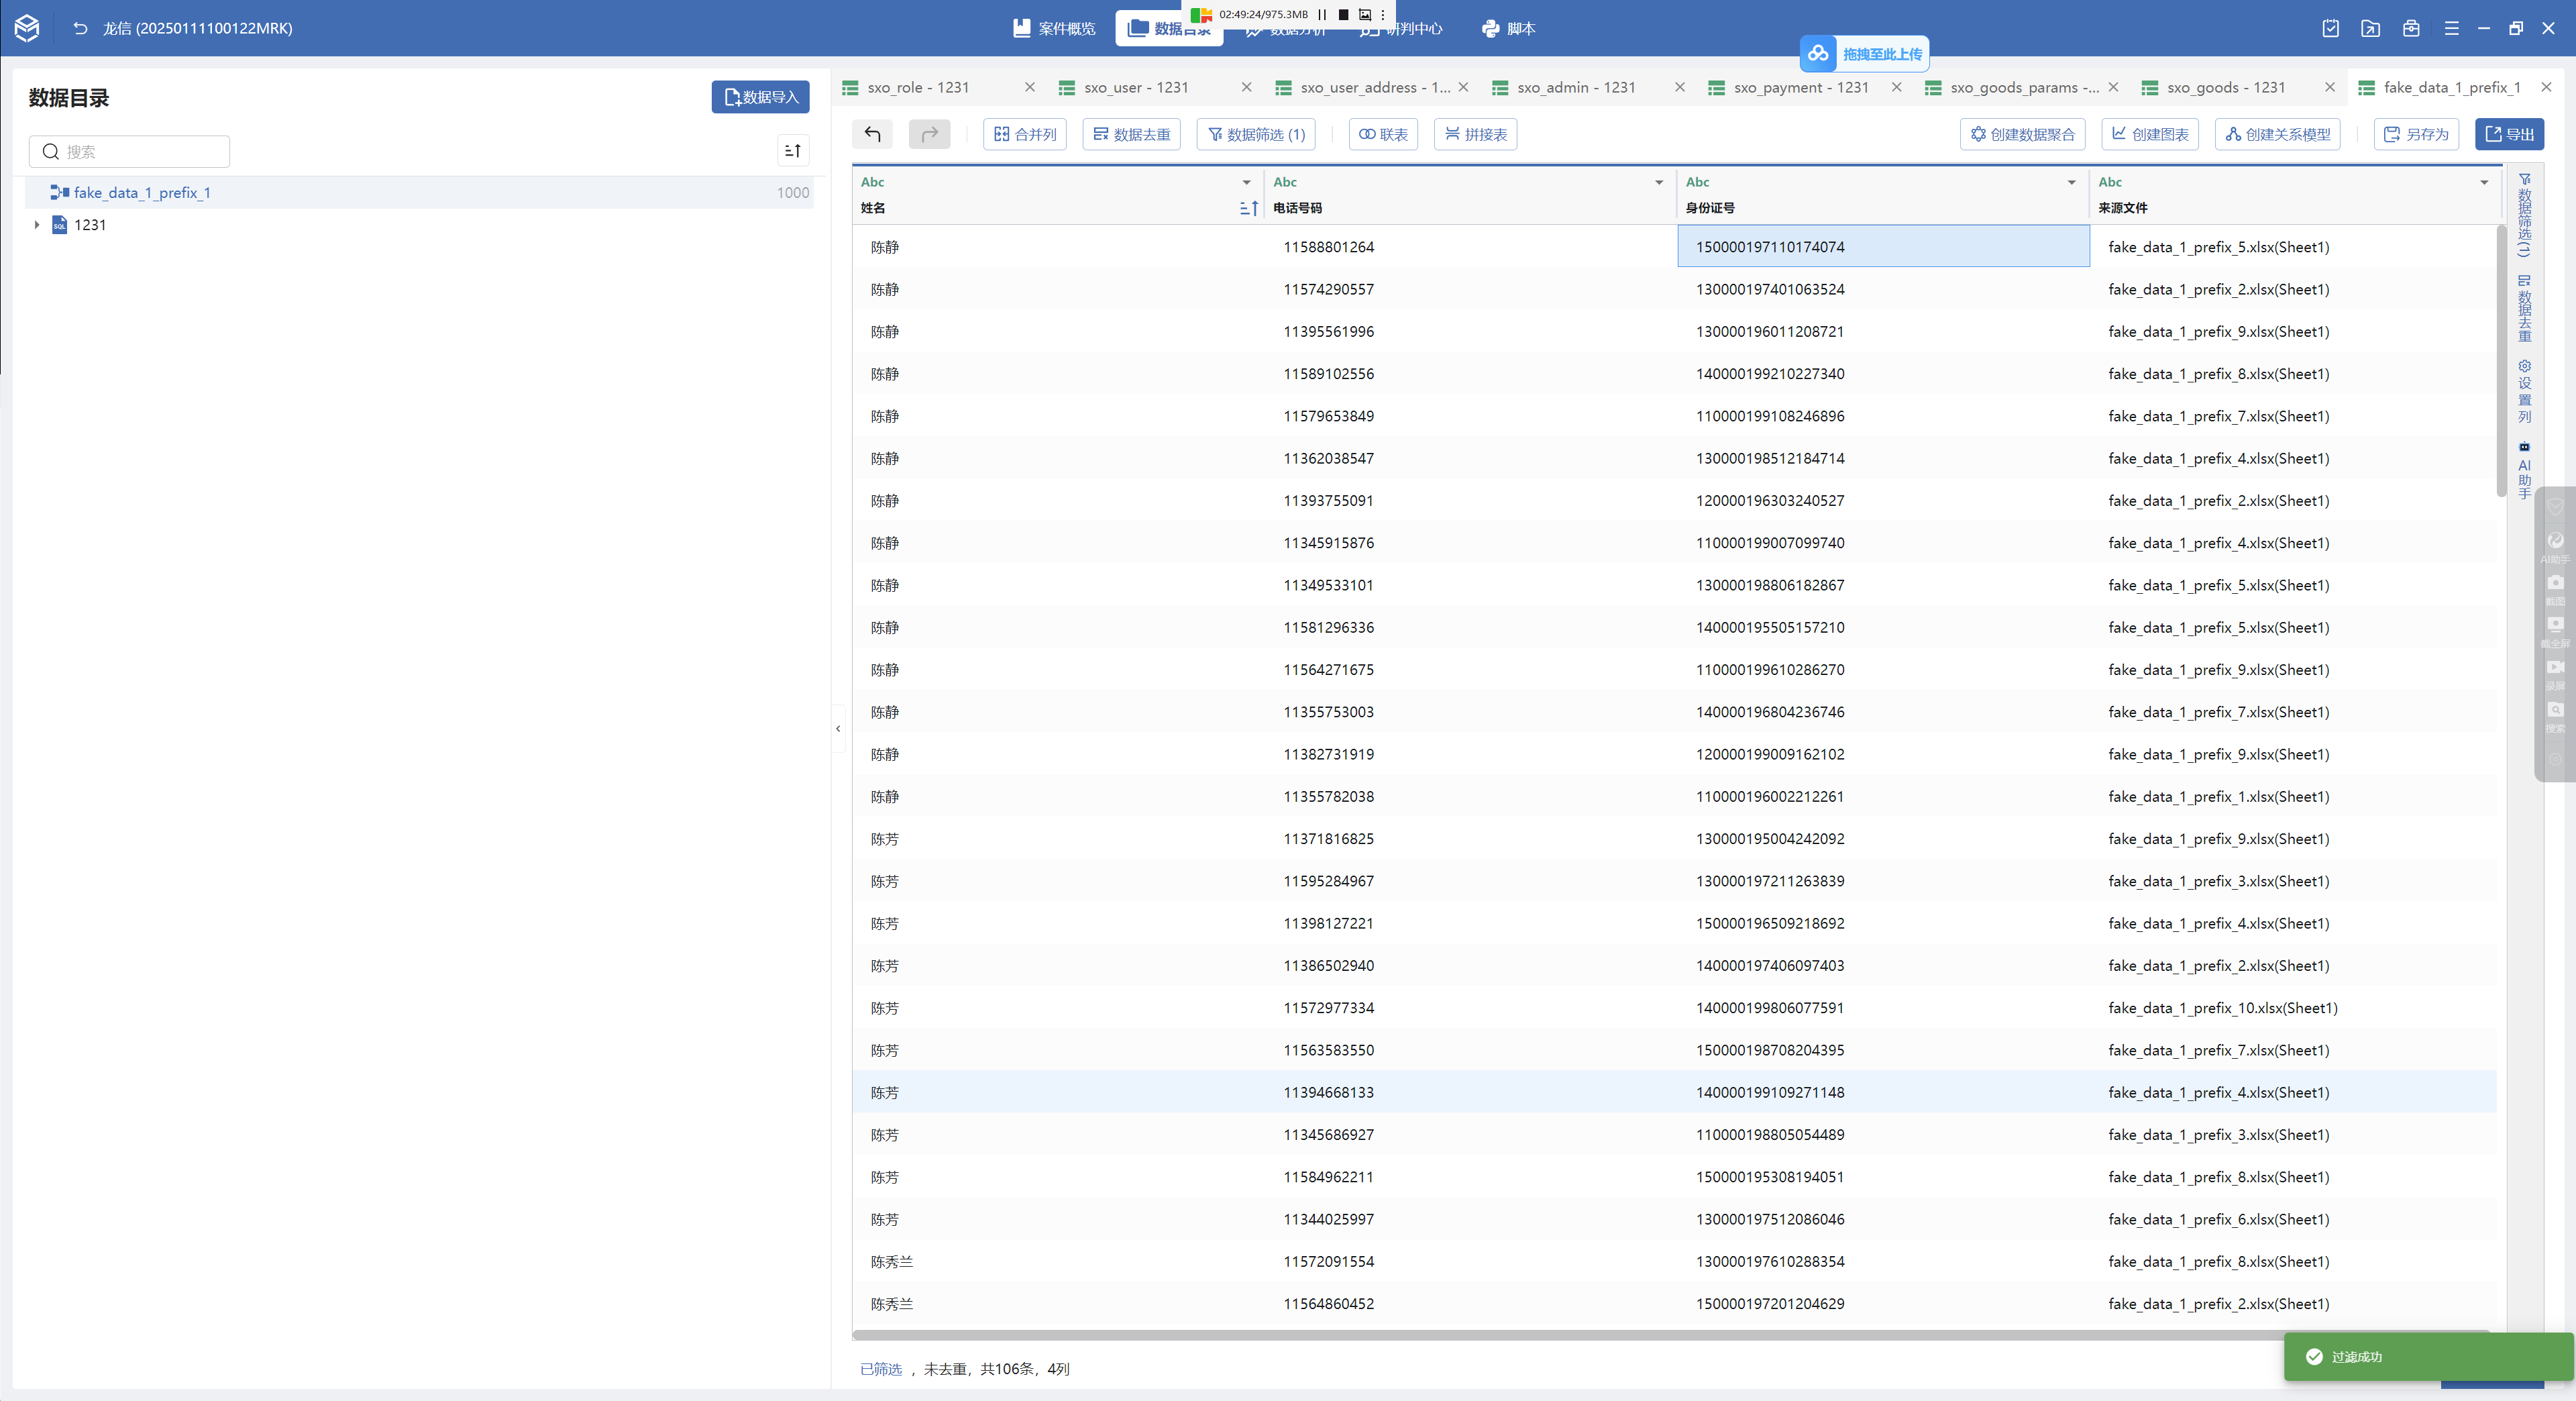 龙信 (20250111100122MRK)
案件概览
02:49:24/975.3MB
研判中心
脚本
拖拽至此上传
数据目录
数据导入
搜索
fake_data_1_prefix_1 1000
1231
sxo_role - 1231
sxo_user - 1231
sxo_user_address - 1...
sxo_admin - 1231
sxo_payment - 1231
sxo_goods_params -...
sxo_goods - 1231
fake_data_1_prefix_1
合并列
数据去重
数据筛选 (1)
联表
拼接表
创建数据聚合
创建图表
创建关系模型
另存为
导出
Abc Abc Abc Abc
姓名 电话号码 身份证号 来源文件
陈静 11588801264 150000197110174074 fake_data_1_prefix_5.xlsx(Sheet1)
陈静 11574290557 130000197401063524 fake_data_1_prefix_2.xlsx(Sheet1)
陈静 11395561996 130000196011208721 fake_data_1_prefix_9.xlsx(Sheet1)
陈静 11589102556 140000199210227340 fake_data_1_prefix_8.xlsx(Sheet1)
陈静 11579653849 110000199108246896 fake_data_1_prefix_7.xlsx(Sheet1)
陈静 11362038547 130000198512184714 fake_data_1_prefix_4.xlsx(Sheet1)
陈静 11393755091 120000196303240527 fake_data_1_prefix_2.xlsx(Sheet1)
陈静 11345915876 110000199007099740 fake_data_1_prefix_4.xlsx(Sheet1)
陈静 11349533101 130000198806182867 fake_data_1_prefix_5.xlsx(Sheet1)
陈静 11581296336 140000195505157210 fake_data_1_prefix_5.xlsx(Sheet1)
陈静 11564271675 110000199610286270 fake_data_1_prefix_9.xlsx(Sheet1)
陈静 11355753003 140000196804236746 fake_data_1_prefix_7.xlsx(Sheet1)
陈静 11382731919 120000199009162102 fake_data_1_prefix_9.xlsx(Sheet1)
陈静 11355782038 110000196002212261 fake_data_1_prefix_1.xlsx(Sheet1)
陈芳 11371816825 130000195004242092 fake_data_1_prefix_9.xlsx(Sheet1)
陈芳 11595284967 130000197211263839 fake_data_1_prefix_3.xlsx(Sheet1)
陈芳 11398127221 150000196509218692 fake_data_1_prefix_4.xlsx(Sheet1)
陈芳 11386502940 140000197406097403 fake_data_1_prefix_2.xlsx(Sheet1)
陈芳 11572977334 140000199806077591 fake_data_1_prefix_10.xlsx(Sheet1)
陈芳 11563583550 150000198708204395 fake_data_1_prefix_7.xlsx(Sheet1)
陈芳 11394668133 140000199109271148 fake_data_1_prefix_4.xlsx(Sheet1)
陈芳 11345686927 110000198805054489 fake_data_1_prefix_3.xlsx(Sheet1)
陈芳 11584962211 150000195308194051 fake_data_1_prefix_8.xlsx(Sheet1)
陈芳 11344025997 130000197512086046 fake_data_1_prefix_6.xlsx(Sheet1)
陈秀兰 11572091554 130000197610288354 fake_data_1_prefix_8.xlsx(Sheet1)
陈秀兰 11564860452 150000197201204629 fake_data_1_prefix_2.xlsx(Sheet1)
数据筛选(1)
数据去重
设置列
AI助手
AI助手
截图
截全屏
录屏
搜索
已筛选 ，未去重，共106条，4列
过滤成功